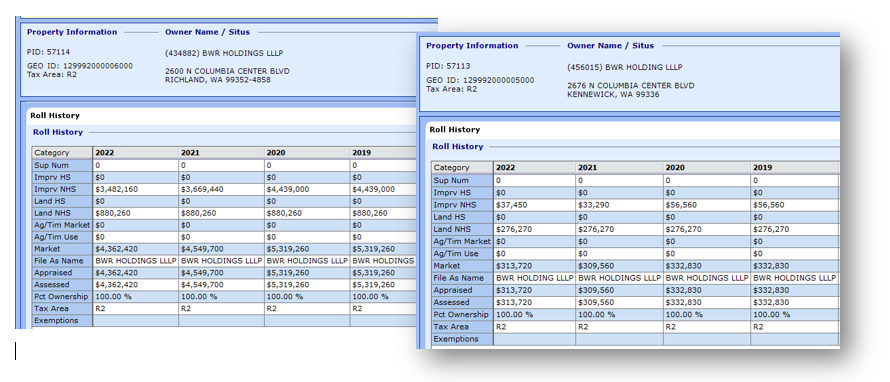 Property Information Owner Name / Situs
PID: 57114 (434882) BWR HOLDINGS LLLP
GEO ID: 129992000006000
Tax Area: R2
2600 N COLUMBIA CENTER BLVD
RICHLAND, WA 99352-4858
Roll History
Roll History
Category 2022 2021 2020 2019
Sup Num 0 0 0 0
Imprv HS $0 $0 $0 $0
Imprv NHS $3,482,160 $3,669,440 $4,439,000 $4,439,000
Land HS $0 $0 $0 $0
Land NHS $880,260 $880,260 $880,260 $880,260
Ag/Tim Market $0 $0 $0 $0
Ag/Tim Use $0 $0 $0 $0
Market $4,362,420 $4,549,700 $5,319,260 $5,319,260
File As Name BWR HOLDINGS LLLP BWR HOLDINGS LLLP BWR HOLDINGS LLLP BWR HOLDINGS
Appraised $4,362,420 $4,549,700 $5,319,260 $5,319,260
Assessed $4,362,420 $4,549,700 $5,319,260 $5,319,260
Pct Ownership 100.00 % 100.00 % 100.00 % 100.00 %
Tax Area R2 R2 R2 R2
Exemptions
Property Information Owner Name / Situs
PID: 57113 (456015) BWR HOLDING LLLP
GEO ID: 129992000005000
Tax Area: R2
2676 N COLUMBIA CENTER BLVD
KENNEWICK, WA 99336
Roll History
Roll History
Category 2022 2021 2020 2019
Sup Num 0 0 0 0
Imprv HS $0 $0 $0 $0
Imprv NHS $37,450 $33,290 $56,560 $56,560
Land HS $0 $0 $0 $0
Land NHS $276,270 $276,270 $276,270 $276,270
Ag/Tim Market $0 $0 $0 $0
Ag/Tim Use $0 $0 $0 $0
Market $313,720 $309,560 $332,830 $332,830
File As Name BWR HOLDING LLLP BWR HOLDINGS LLLP BWR HOLDINGS LLLP BWR HOLDINGS LLLP
Appraised $313,720 $309,560 $332,830 $332,830
Assessed $313,720 $309,560 $332,830 $332,830
Pct Ownership 100.00 % 100.00 % 100.00 % 100.00 %
Tax Area R2 R2 R2 R2
Exemptions